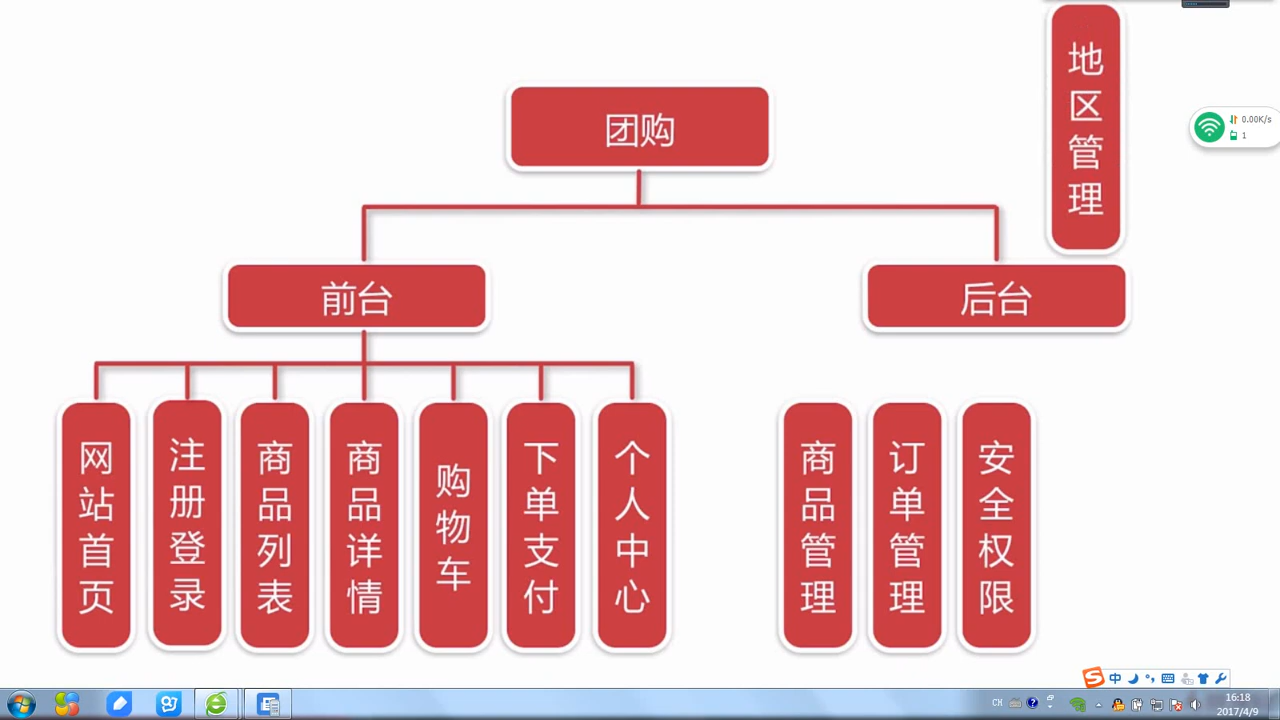 地区管理
团购
0.00K/s
1
前台
后台
网站首页
注册登录
商品列表
商品详情
购物车
下单支付
个人中心
商品管理
订单管理
安全权限
中
CH
16:18
2017/4/9